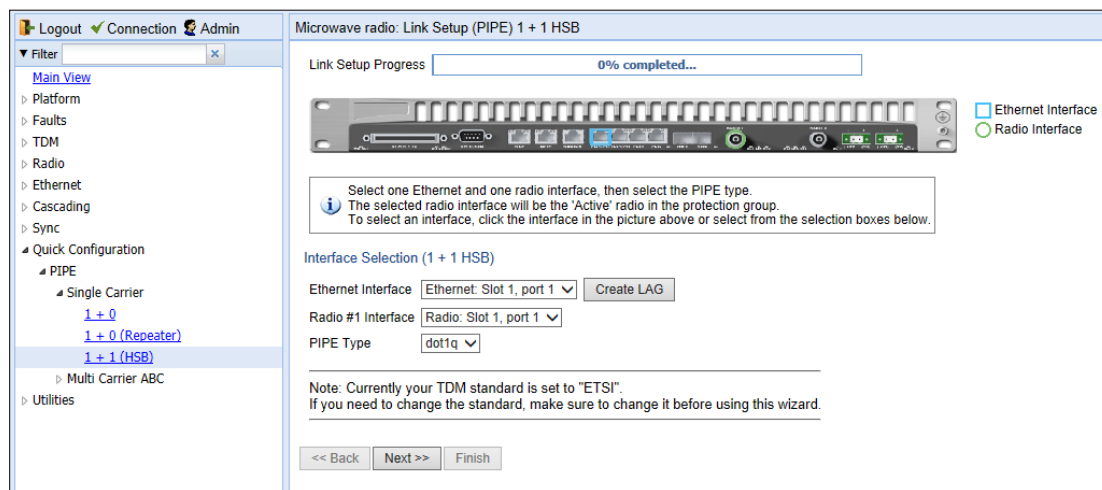 Logout Connection Admin
Filter
Main View
Platform
Faults
TDM
Radio
Ethernet
Cascading
Sync
Quick Configuration
PIPE
Single Carrier
1 + 0
1 + 0 (Repeater)
1 + 1 (HSB)
Multi Carrier ABC
Utilities
Microwave radio: Link Setup (PIPE) 1 + 1 HSB
Link Setup Progress 0% completed...
Ethernet Interface
Radio Interface
Select one Ethernet and one radio interface, then select the PIPE type.
The selected radio interface will be the 'Active' radio in the protection group.
To select an interface, click the interface in the picture above or select from the selection boxes below.
Interface Selection (1 + 1 HSB)
Ethernet Interface Ethernet: Slot 1, port 1 Create LAG
Radio #1 Interface Radio: Slot 1, port 1
PIPE Type dot1q
Note: Currently your TDM standard is set to "ETSI".
If you need to change the standard, make sure to change it before using this wizard.
<< Back Next >> Finish